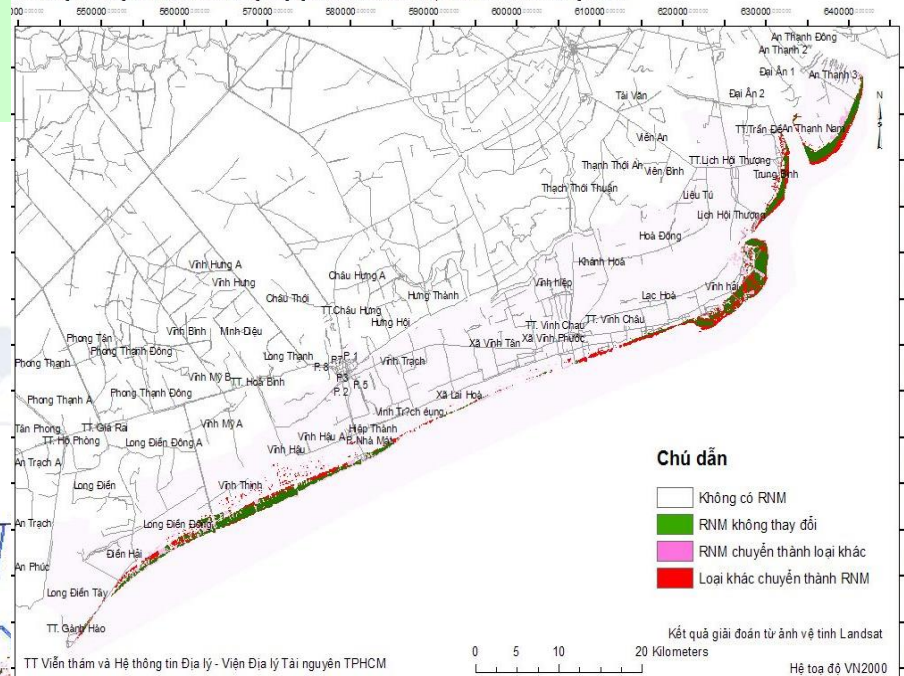 550000 560000 570000 580000 590000 600000 610000 620000 630000 640000
An Thạnh Đông
An Thạnh 2
Đại Ân 1
An Thạnh 3
Đại Ân 2
Tài Văn
N
TT.Trần Đề
An Thạnh Nam
Viên An
Thạnh Thới An
Viên Bình
TT.Lịch Hội Thượng
Trung Bình
Thạch Thới Thuấn
Liêu Tú
Lịch Hội Thượng
Hoà Đông
Khánh Hoà
Vĩnh Hưng A
Vĩnh Hưng
Châu Hưng A
Châu Thới
Hưng Thành
Vĩnh hiệp
Lạc Hoà
Vĩnh hải
TT.Châu Hưng
Hưng Hội
TT. Vĩnh Chau
TT. Vĩnh Châu
Xã Vĩnh Phước
Xã Vĩnh Tân
Vĩnh Bình
Minh Diệu
Phong Tân
Phong Thạnh Đông
Phong Thạnh
Long Thạnh
P.7
P. 1
P. 8
P.3
P. 5
P. 2
Vĩnh Trạch
Vĩnh Mỹ B
TT.Hoà Bình
Phong Thạnh A
Phong Thạnh Đông
Xã Lai Hoà
Vĩnh Tr?ch éung
Tân Phong
TT. Giá Rai
Vĩnh Mỹ A
Hiệp Thành
TT. Hộ Phòng
Long Điền Đông A
Vĩnh Hậu A
P. Nhà Mát
Vĩnh Hậu
An Trạch A
Long Điền
Vĩnh Thịnh
An Trạch
Long Điền Đông
Điền Hải
An Phúc
Long Điền Tây
TT. Gành Hào
Chú dẫn
Không có RNM
RNM không thay đổi
RNM chuyển thành loại khác
Loại khác chuyển thành RNM
Kết quả giải đoán từ ảnh vệ tinh Landsat
0 5 10 20 Kilometers
TT Viễn thám và Hệ thống tin Địa lý - Viện Địa lý Tài nguyên TPHCM
Hệ toạ độ VN2000